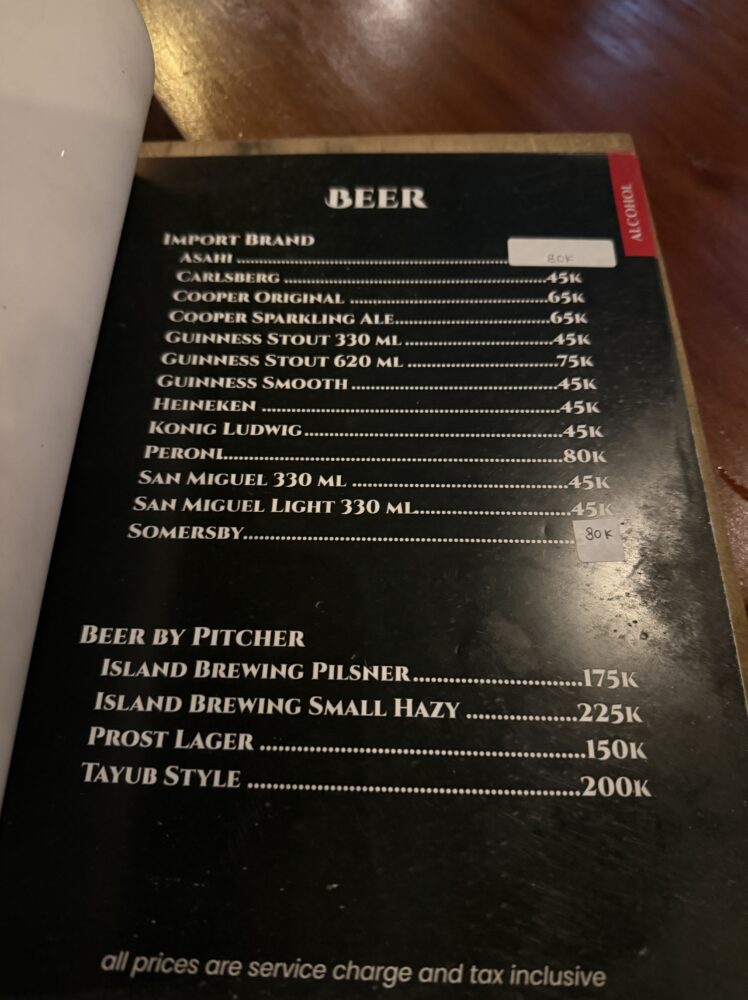 BEER
ALCOHOL
IMPORT BRAND
ASAHI ........................................................ 80K
CARLSBERG ........................................................45K
COOPER ORIGINAL ..........................................65K
COOPER SPARKLING ALE................................65K
GUINNESS STOUT 330 ML ...............................45K
GUINNESS STOUT 620 ML ...............................75K
GUINNESS SMOOTH ..........................................45K
HEINEKEN ............................................................45K
KONIG LUDWIG....................................................45K
PERONI...................................................................80K
SAN MIGUEL 330 ML ..........................................45K
SAN MIGUEL LIGHT 330 ML..............................45K
SOMERSBY.............................................................80K
BEER BY PITCHER
ISLAND BREWING PILSNER...............................175K
ISLAND BREWING SMALL HAZY ....................225K
PROST LAGER ........................................................150K
TAYUB STYLE .........................................................200K
all prices are service charge and tax inclusive